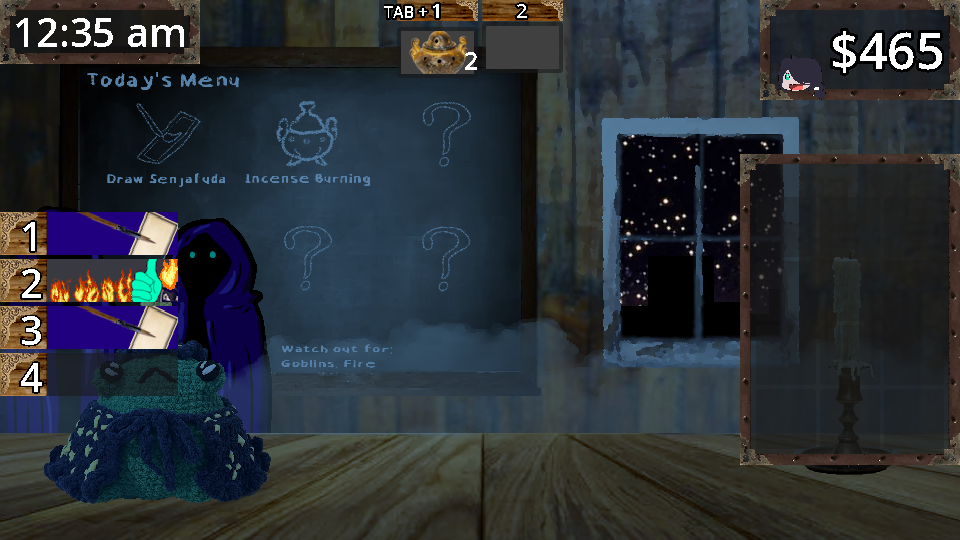 12:35 am
TAB + 1
2
2
$465
Today's Menu
Draw Senjafuda
Incense Burning
?
?
?
1
2
3
4
Watch out for:
Goblins, Fire